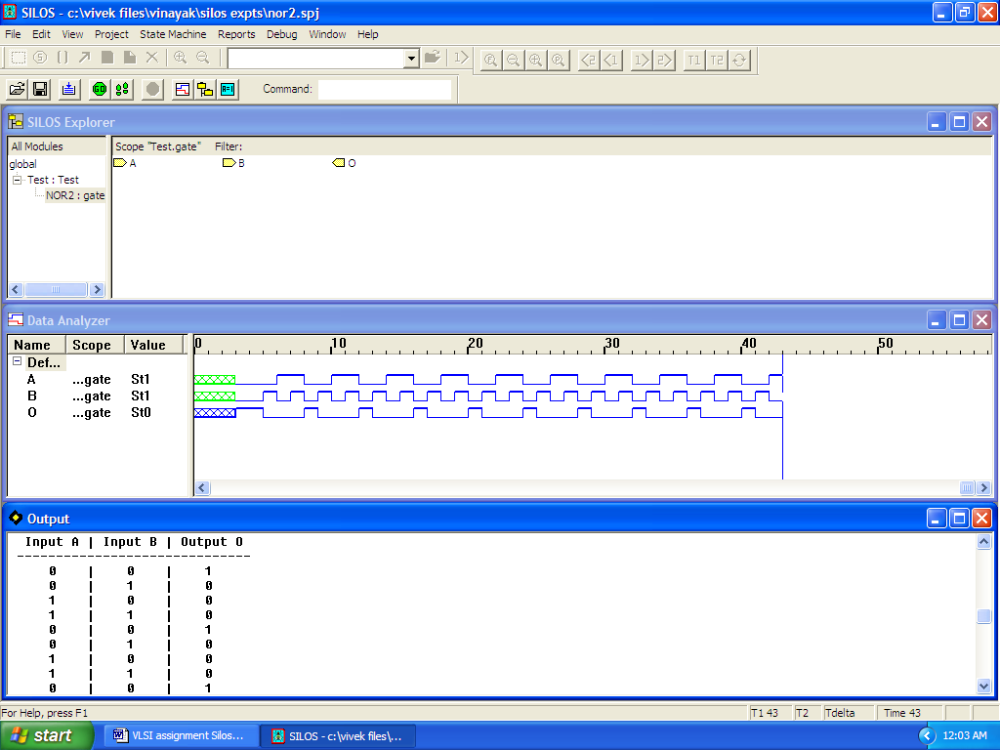 SILOS - c:\vivek files\vinayak\silos expts\nor2.spj
File Edit View Project State Machine Reports Debug Window Help
<2 <1 1> 2> T1 T2
GO Command:
SILOS Explorer
All Modules Scope "Test.gate" Filter:
global A B O
Test : Test
NOR2 : gate
Data Analyzer
Name Scope Value 0 10 20 30 40 50
Def...
A ...gate St1
B ...gate St1
O ...gate St0
Output
Input A | Input B | Output O
------------------------------
0 | 0 | 1
0 | 1 | 0
1 | 0 | 0
1 | 1 | 0
0 | 0 | 1
0 | 1 | 0
1 | 0 | 0
1 | 1 | 0
0 | 0 | 1
For Help, press F1 T1 43 T2 Tdelta Time 43
start VLSI assignment Silos... SILOS - c:\vivek files\... 12:03 AM